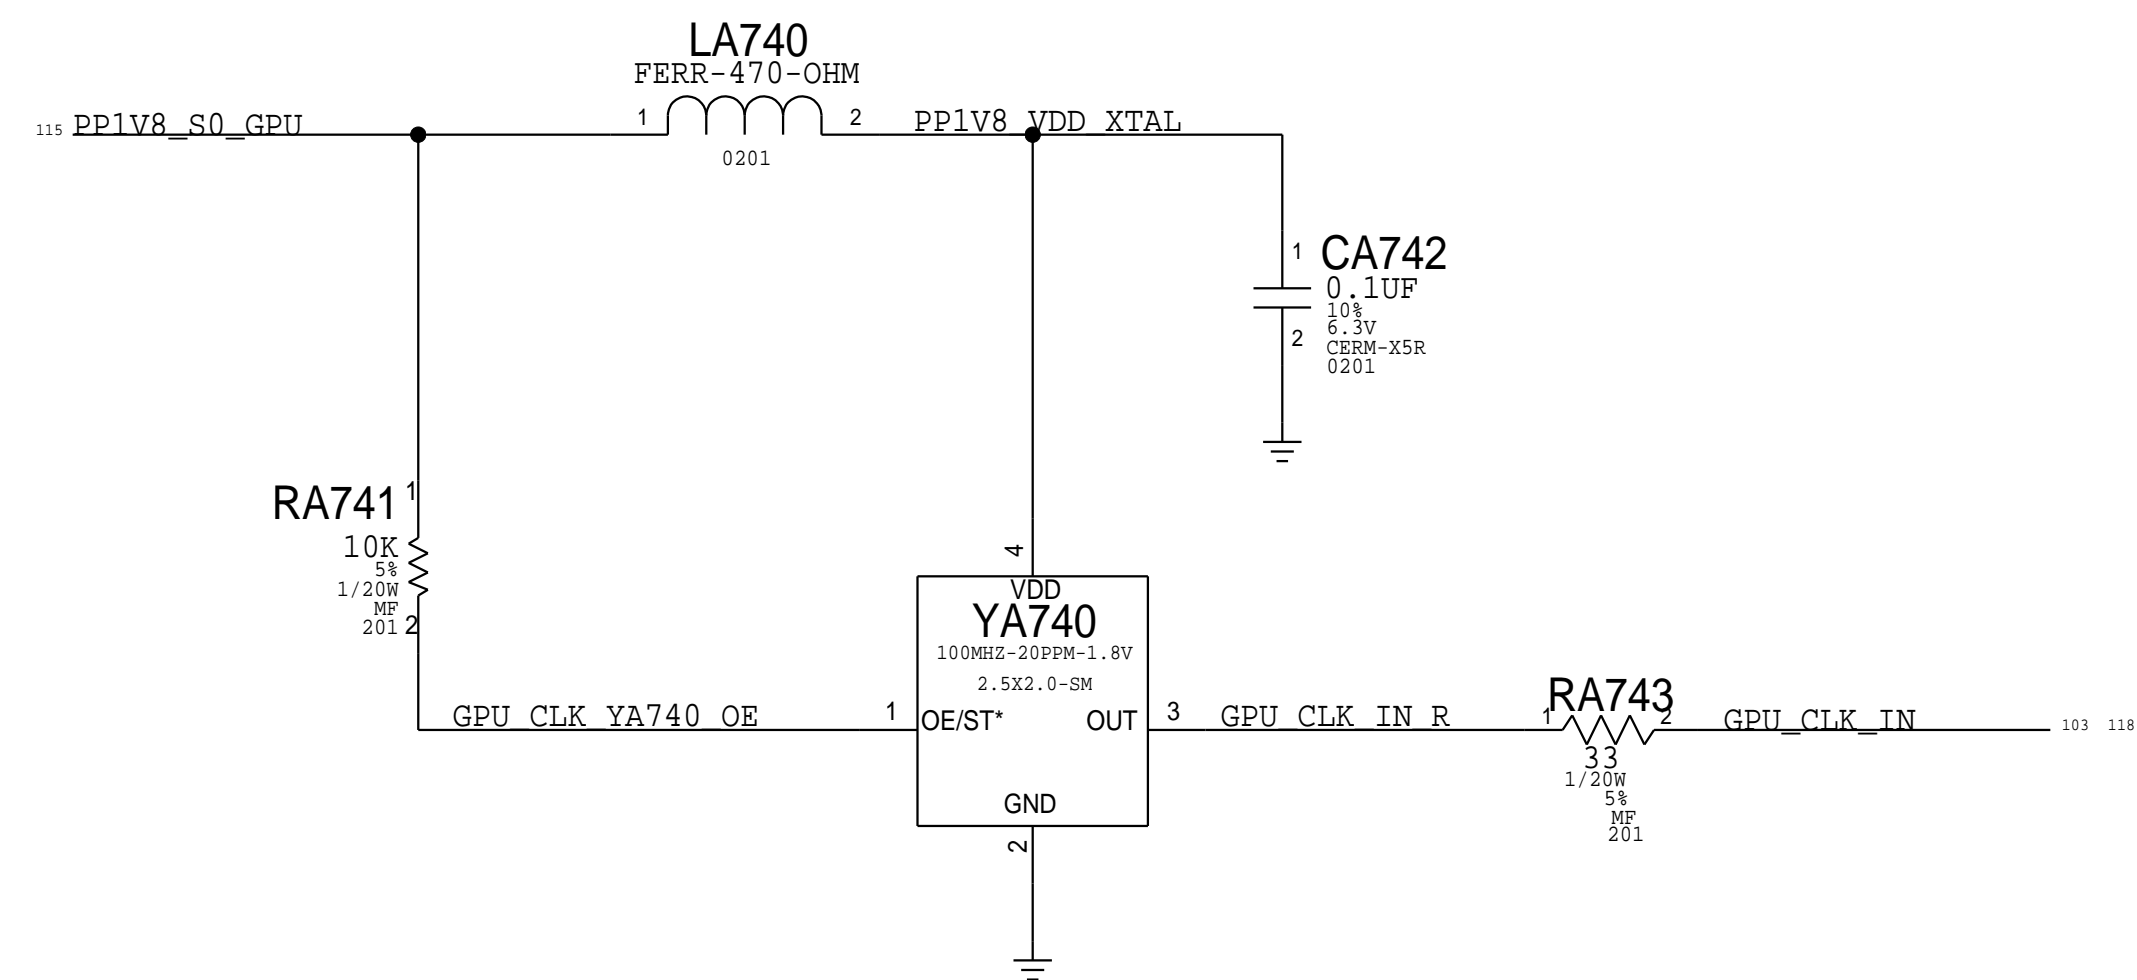 LA740
FERR-470-OHM
115 PP1V8_S0_GPU
1
2
PP1V8_VDD_XTAL
0201
1
CA742
0.1UF
10%
6.3V
2
CERM-X5R
0201
RA741
1
10K
5%
1/20W
MF
201
2
4
VDD
YA740
100MHZ-20PPM-1.8V
2.5X2.0-SM
GPU_CLK_YA740_OE
1
OE/ST*
OUT
3
GPU_CLK_IN_R
RA743
1
2
GPU_CLK_IN
103 118
33
1/20W
5%
MF
201
GND
2